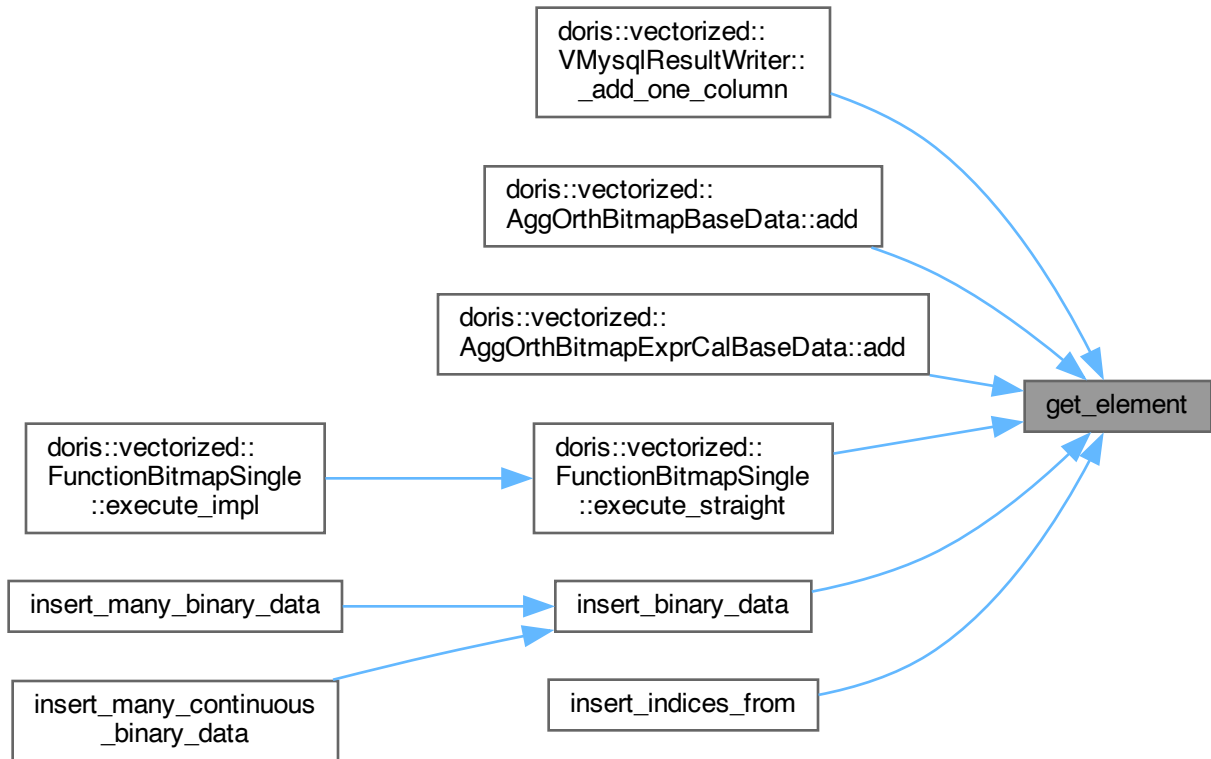 doris::vectorized::
VMysqlResultWriter::
_add_one_column
doris::vectorized::
AggOrthBitmapBaseData::add
doris::vectorized::
AggOrthBitmapExprCalBaseData::add
get_element
doris::vectorized::
FunctionBitmapSingle
::execute_impl
doris::vectorized::
FunctionBitmapSingle
::execute_straight
insert_many_binary_data
insert_binary_data
insert_many_continuous
_binary_data
insert_indices_from